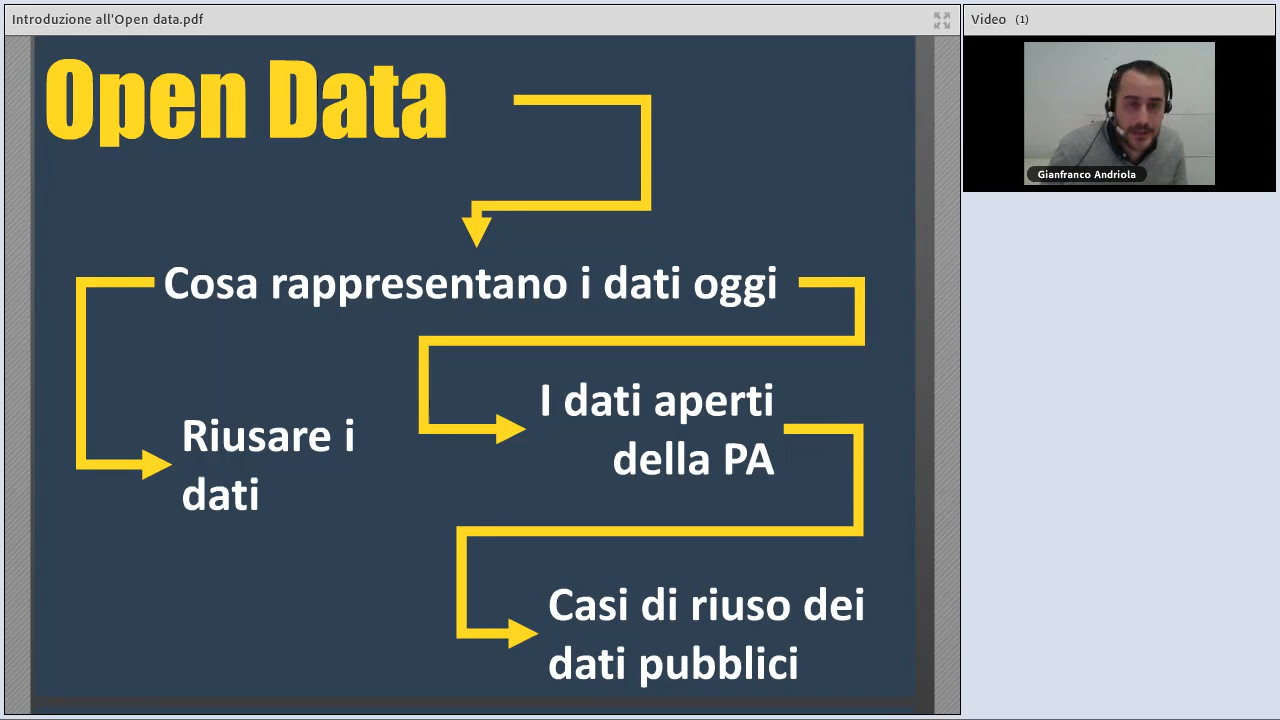 Introduzione all'Open data.pdf
Video (1)
Gianfranco Andriola
Open Data
Cosa rappresentano i dati oggi
Riusare i
dati
I dati aperti
della PA
Casi di riuso dei
dati pubblici